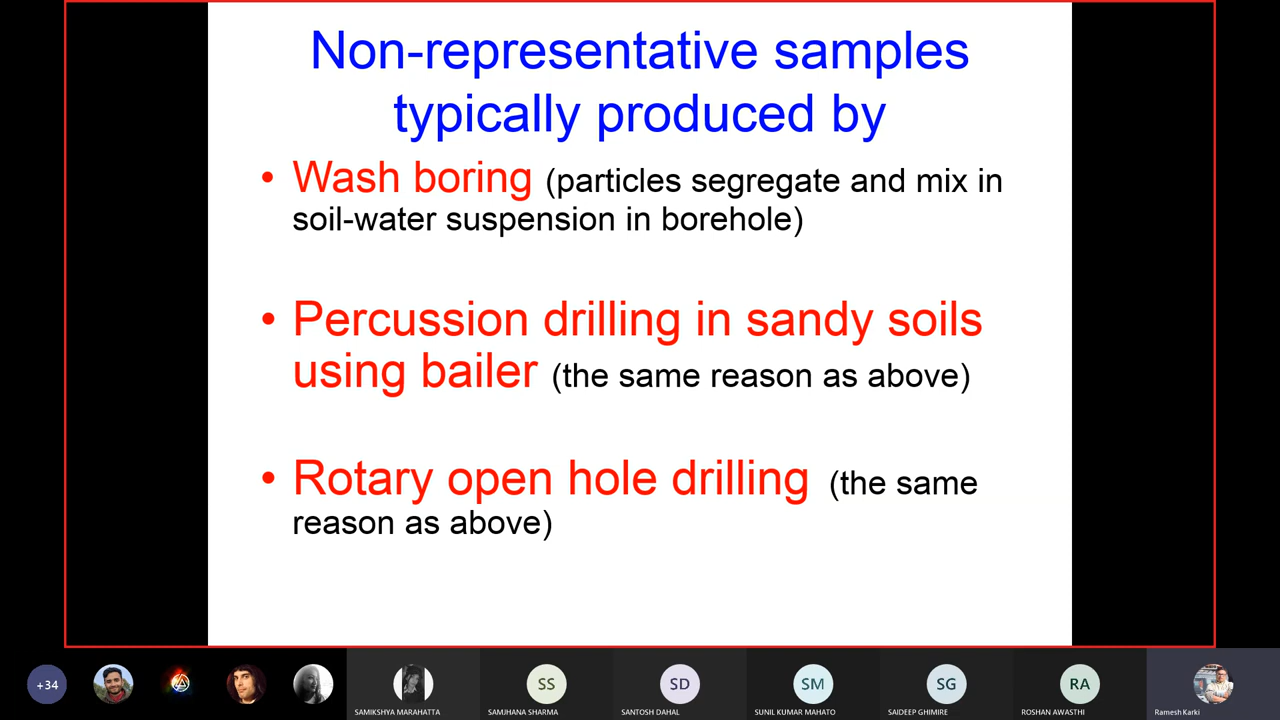 Non-representative samples
typically produced by
• Wash boring (particles segregate and mix in
soil-water suspension in borehole)
• Percussion drilling in sandy soils
using bailer (the same reason as above)
• Rotary open hole drilling (the same
reason as above)
+34
SS
SD
SM
SG
RA
SAMIKSHYA MARAHATTA
SAMJHANA SHARMA
SANTOSH DAHAL
SUNIL KUMAR MAHATO
SAIDEEP GHIMIRE
ROSHAN AWASTHI
Ramesh Karki